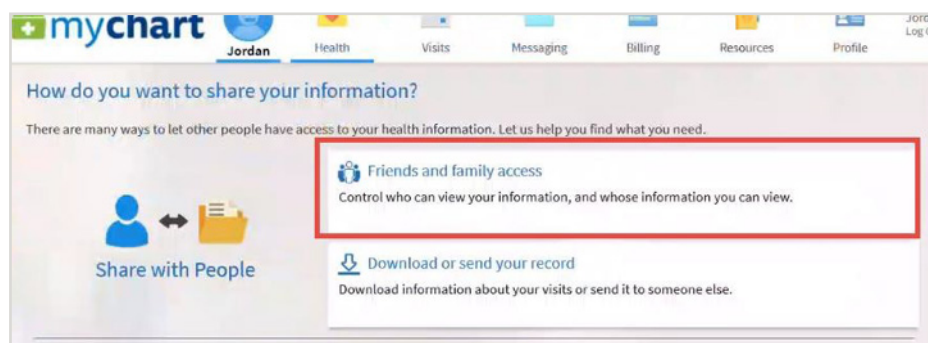 mychart
Jordan
Health
Visits
Messaging
Billing
Resources
Profile
How do you want to share your information?
There are many ways to let other people have access to your health information. Let us help you find what you need.
Friends and family access
Control who can view your information, and whose information you can view.
Share with People
Download or send your record
Download information about your visits or send it to someone else.